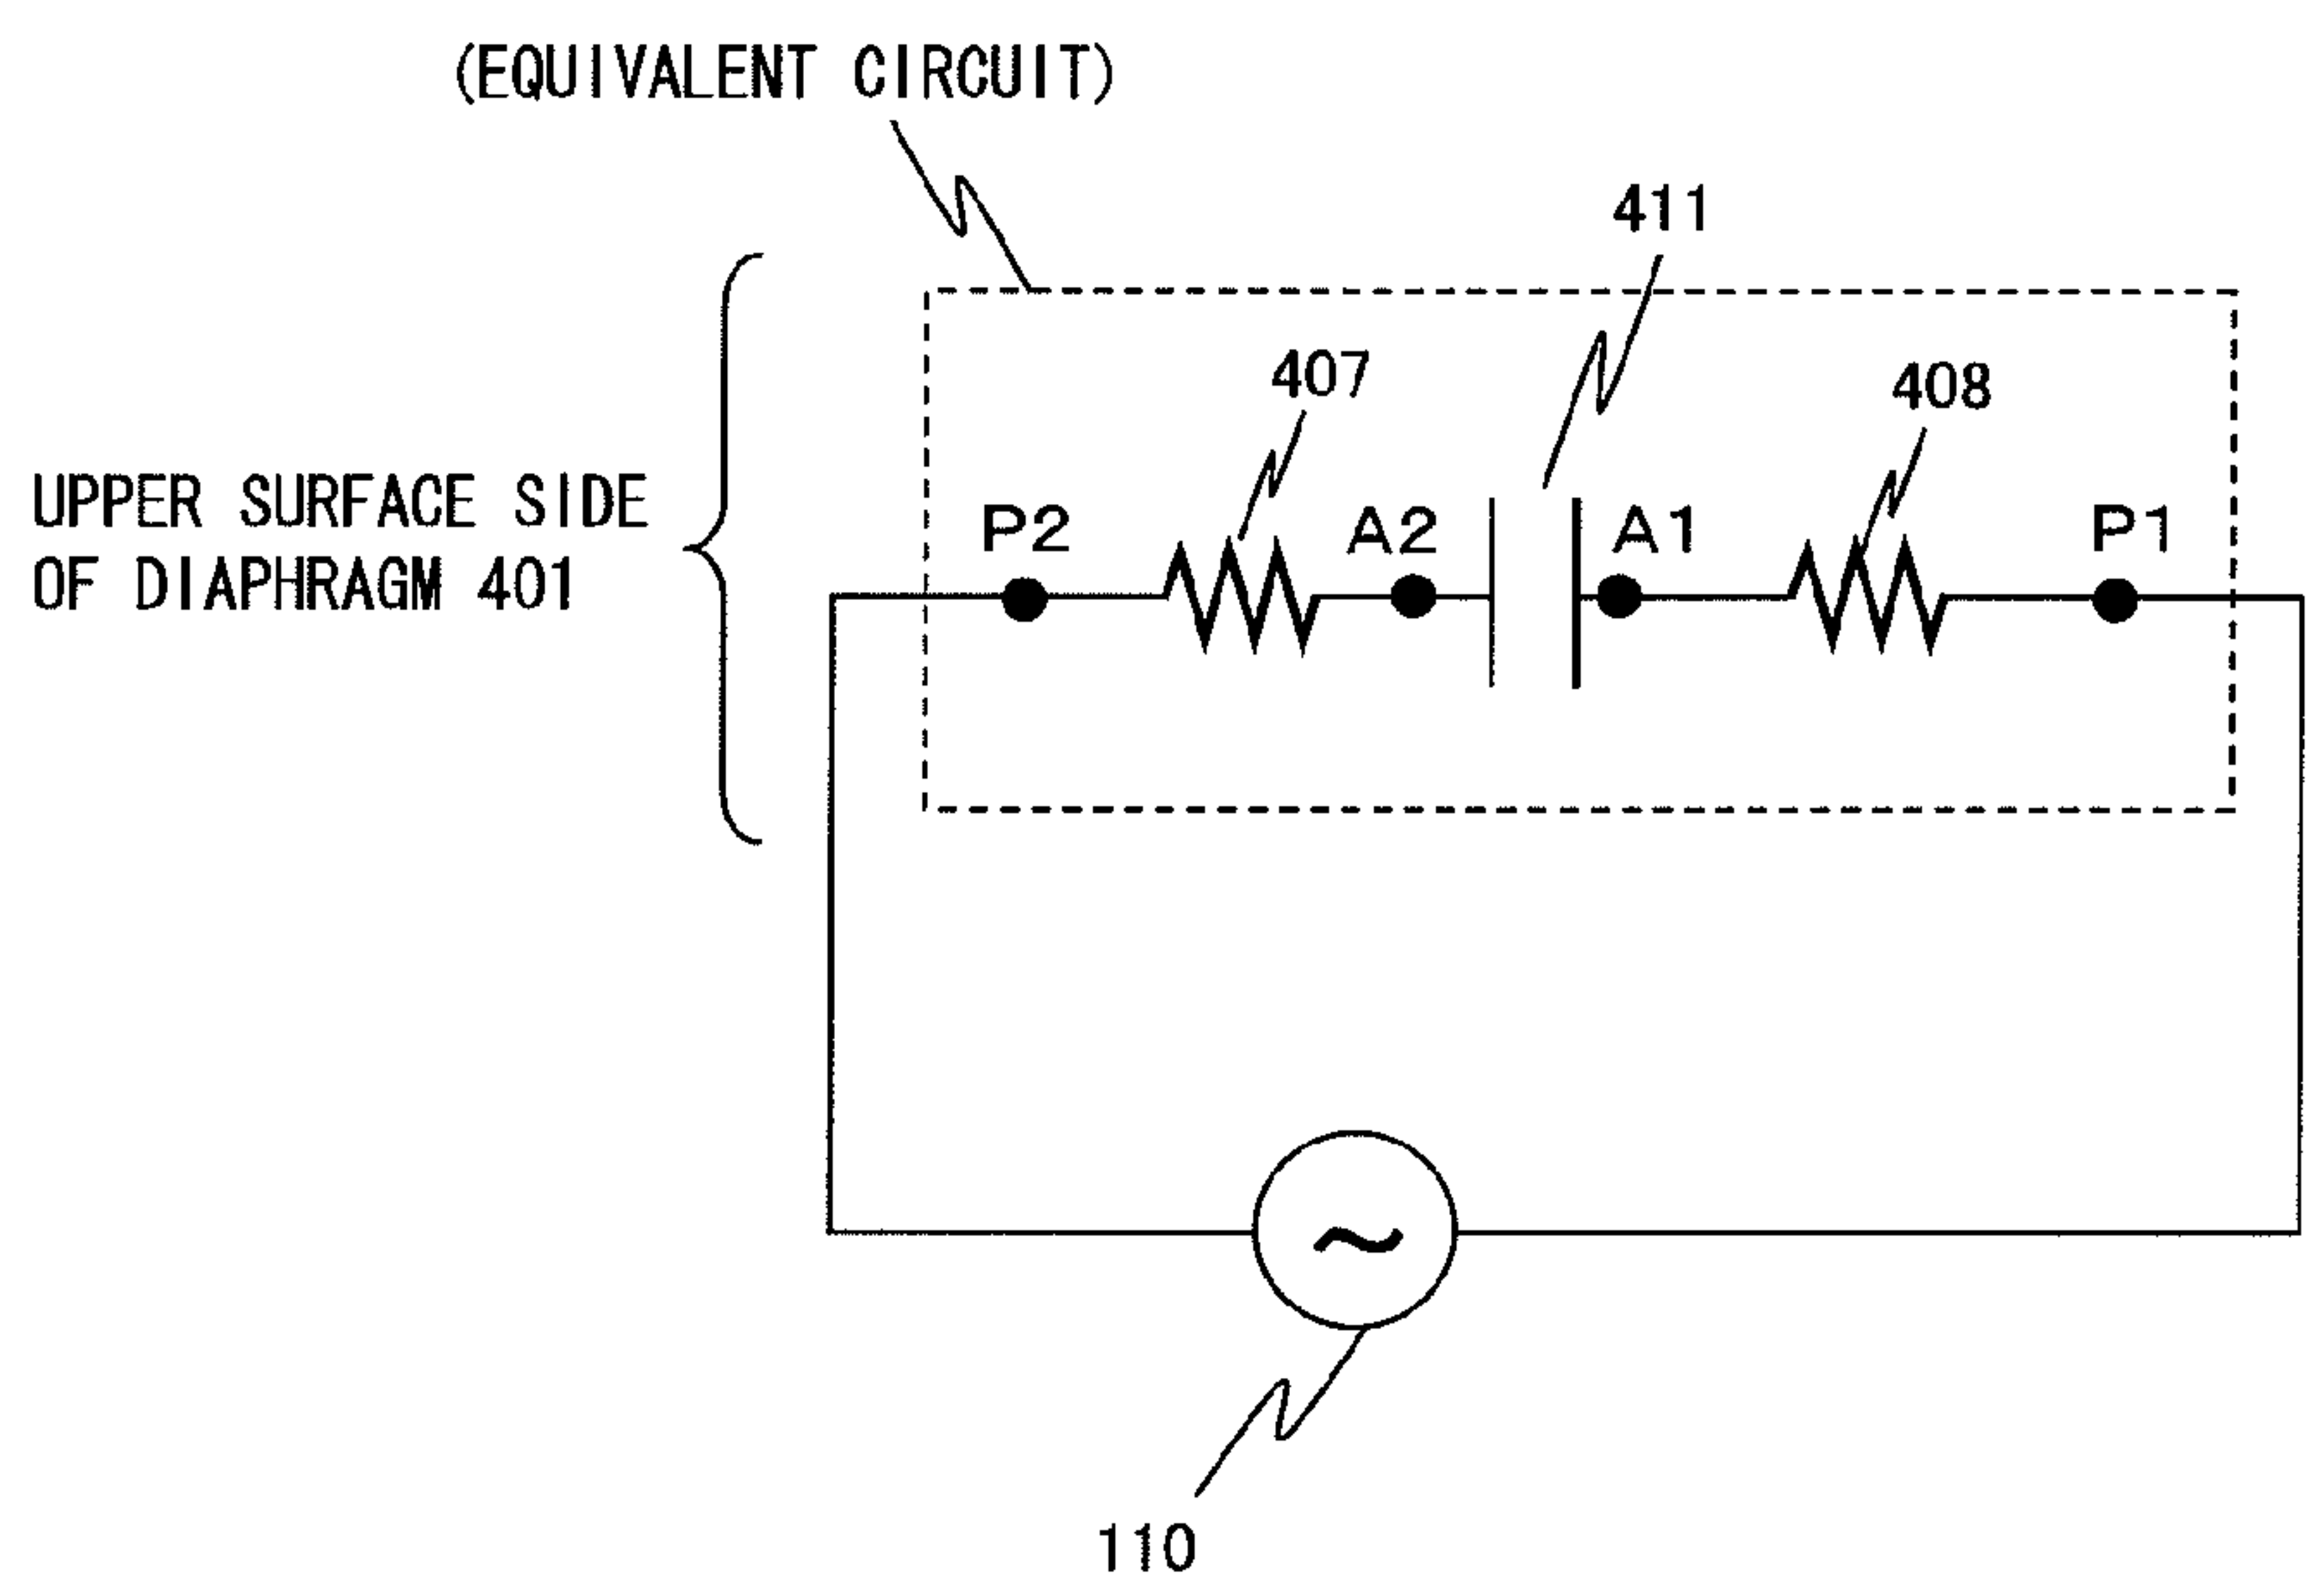 (EQUIVALENT CIRCUIT)
411
407
408
UPPER SURFACE SIDE
OF DIAPHRAGM 401
P2
A2
A1
P1
~
110